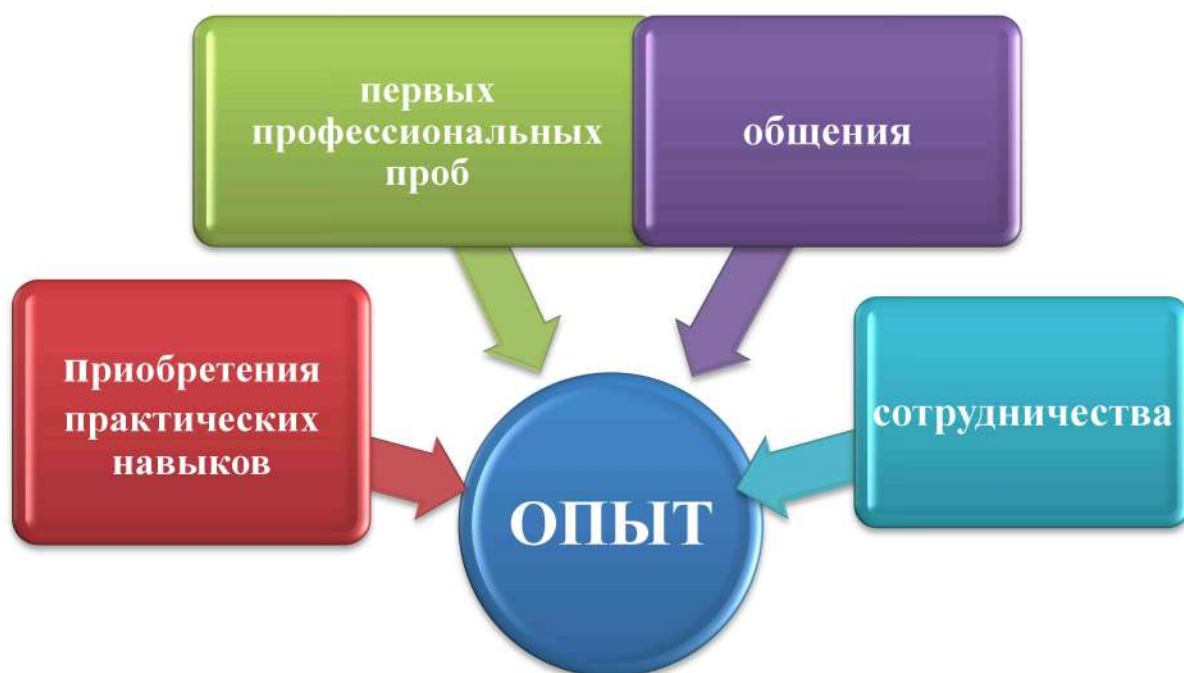 первых
профессиональных
проб
общения
приобретения
практических
навыков
сотрудничества
ОПЫТ